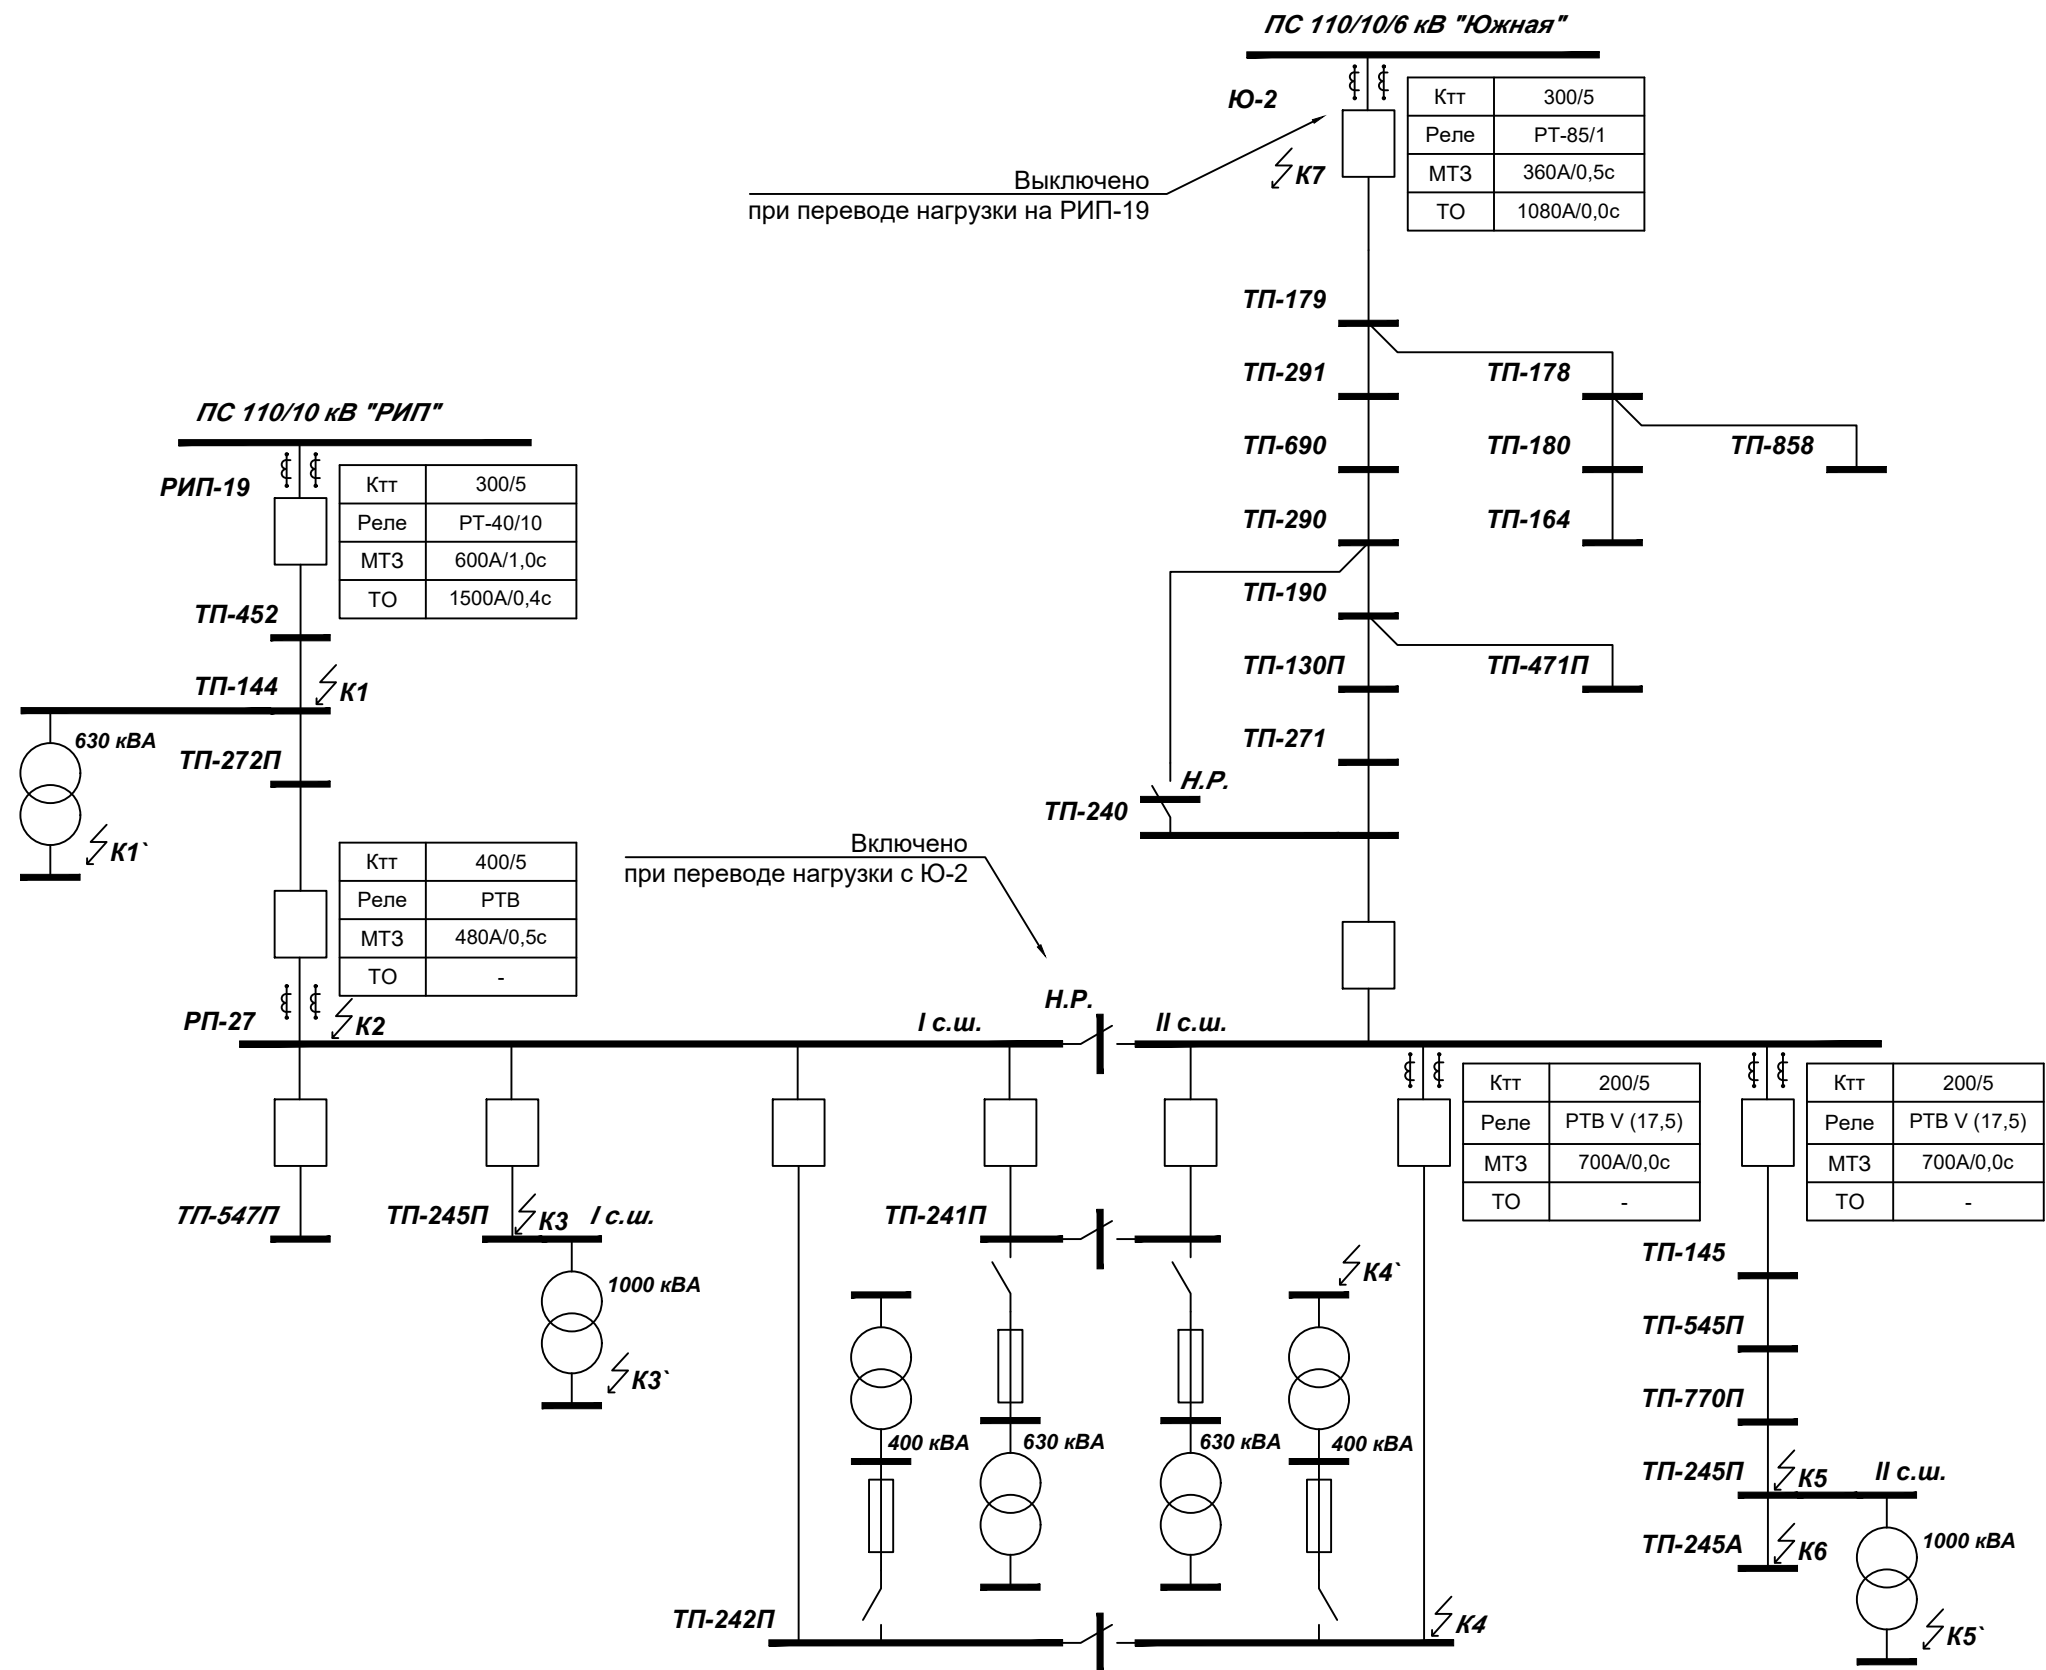 ПС 110/10/6 кВ "Южная"
Ю-2
Ктт 300/5
Реле РТ-85/1
МТЗ 360А/0,5с
ТО 1080А/0,0с
К7
Выключено
при переводе нагрузки на РИП-19
ТП-179
ТП-291
ТП-178
ТП-690
ТП-180
ТП-858
ТП-290
ТП-164
ТП-190
ТП-130П
ТП-471П
ТП-271
Н.Р.
ТП-240
ПС 110/10 кВ "РИП"
РИП-19
Ктт 300/5
Реле РТ-40/10
МТЗ 600А/1,0с
ТО 1500А/0,4с
ТП-452
ТП-144
К1
630 кВА
ТП-272П
К1`
Ктт 400/5
Реле РТВ
МТЗ 480А/0,5с
ТО -
Включено
при переводе нагрузки с Ю-2
РП-27
К2
I с.ш.
Н.Р.
II с.ш.
Ктт 200/5
Реле РТВ V (17,5)
МТЗ 700А/0,0с
ТО -
Ктт 200/5
Реле РТВ V (17,5)
МТЗ 700А/0,0с
ТО -
ТП-547П
ТП-245П
К3
I с.ш.
ТП-241П
1000 кВА
К3`
К4`
400 кВА
630 кВА
630 кВА
400 кВА
ТП-242П
К4
ТП-145
ТП-545П
ТП-770П
ТП-245П
К5
II с.ш.
ТП-245А
К6
1000 кВА
К5`